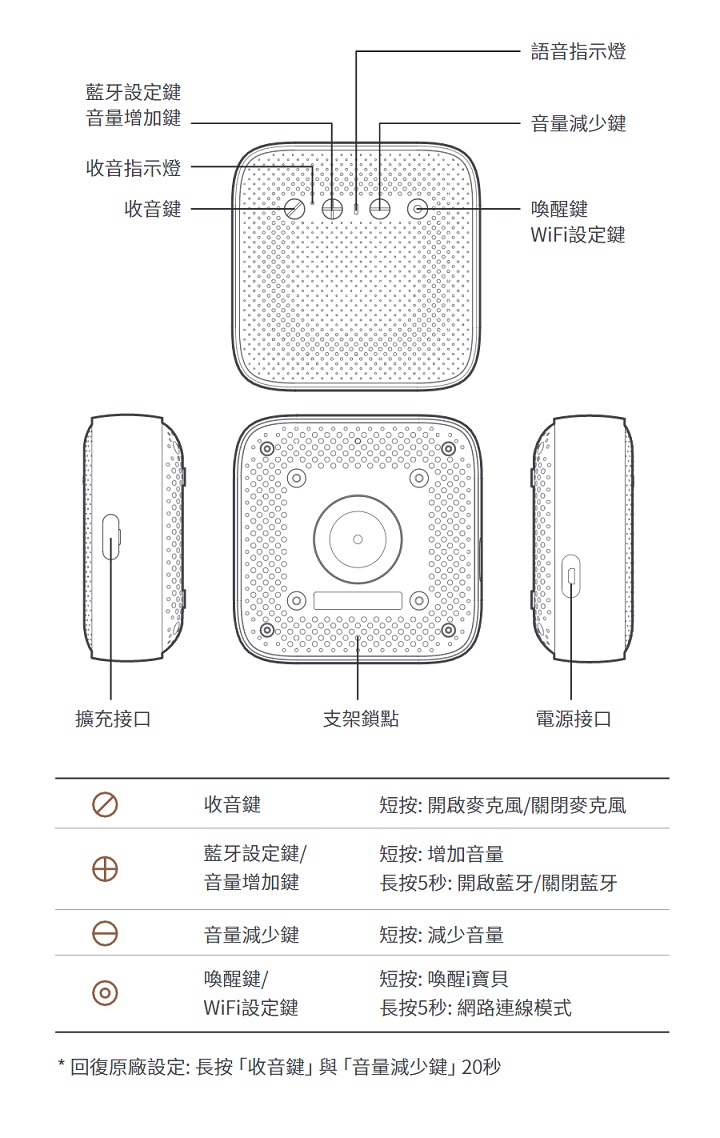 語音指示燈
藍牙設定鍵
音量增加鍵
音量減少鍵
收音指示燈
收音鍵
喚醒鍵
WiFi設定鍵
擴充接口
支架鎖點
電源接口
收音鍵 短按: 開啟麥克風/關閉麥克風
藍牙設定鍵/ 短按: 增加音量
音量增加鍵 長按5秒: 開啟藍牙/關閉藍牙
音量減少鍵 短按: 減少音量
喚醒鍵/ 短按: 喚醒i寶貝
WiFi設定鍵 長按5秒: 網路連線模式
* 回復原廠設定: 長按「收音鍵」與「音量減少鍵」20秒